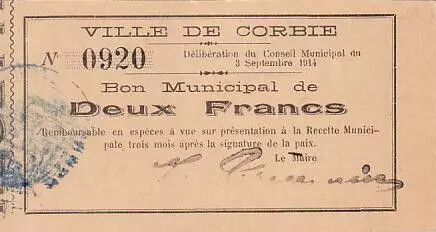 VILLE DE CORBIE
N° 0920
Délibération du Conseil Municipal du
3 Septembre 1914
Bon Municipal de
Deux Francs
Remboursable en espèces à vue sur présentation à la Recette Munici-
pale trois mois après la signature de la paix.
Le Maire